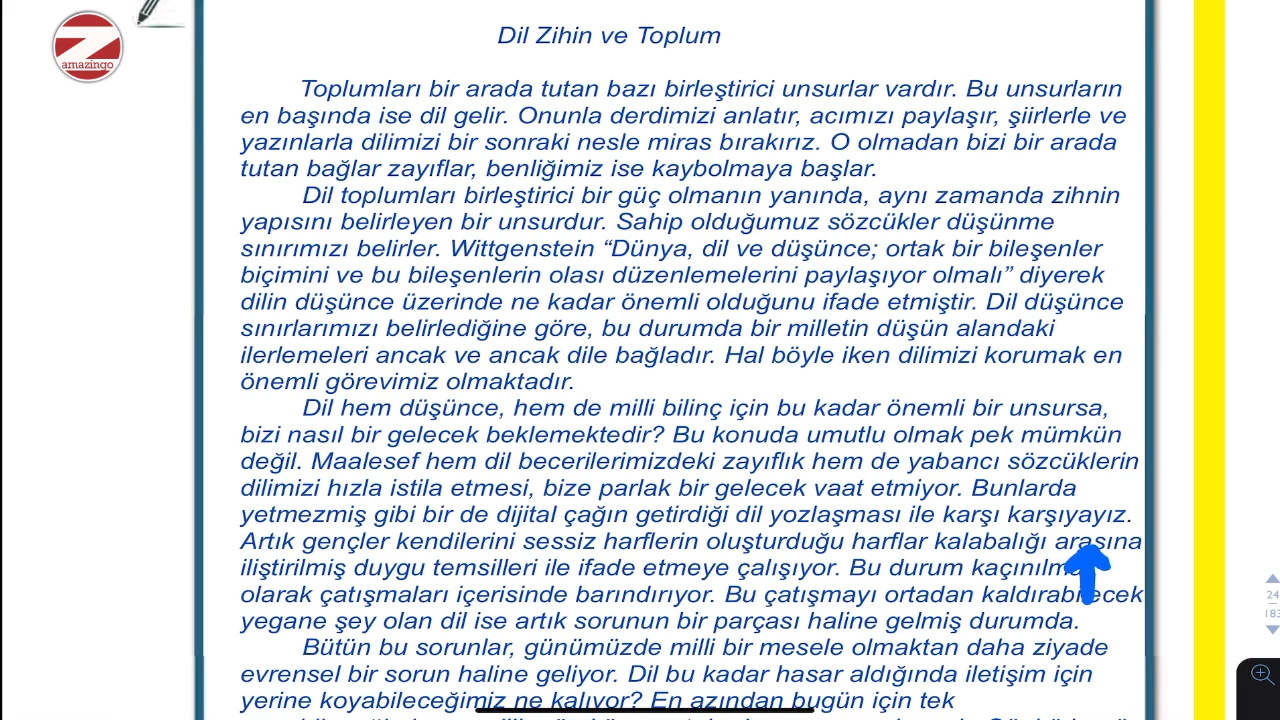 amazingo
Dil Zihin ve Toplum
Toplumları bir arada tutan bazı birleştirici unsurlar vardır. Bu unsurların
en başında ise dil gelir. Onunla derdimizi anlatır, acımızı paylaşır, şiirlerle ve
yazınlarla dilimizi bir sonraki nesle miras bırakırız. O olmadan bizi bir arada
tutan bağlar zayıflar, benliğimiz ise kaybolmaya başlar.
Dil toplumları birleştirici bir güç olmanın yanında, aynı zamanda zihnin
yapısını belirleyen bir unsurdur. Sahip olduğumuz sözcükler düşünme
sınırımızı belirler. Wittgenstein “Dünya, dil ve düşünce; ortak bir bileşenler
biçimini ve bu bileşenlerin olası düzenlemelerini paylaşıyor olmalı” diyerek
dilin düşünce üzerinde ne kadar önemli olduğunu ifade etmiştir. Dil düşünce
sınırlarımızı belirlediğine göre, bu durumda bir milletin düşün alandaki
ilerlemeleri ancak ve ancak dile bağladır. Hal böyle iken dilimizi korumak en
önemli görevimiz olmaktadır.
Dil hem düşünce, hem de milli bilinç için bu kadar önemli bir unsursa,
bizi nasıl bir gelecek beklemektedir? Bu konuda umutlu olmak pek mümkün
değil. Maalesef hem dil becerilerimizdeki zayıflık hem de yabancı sözcüklerin
dilimizi hızla istila etmesi, bize parlak bir gelecek vaat etmiyor. Bunlarda
yetmezmiş gibi bir de dijital çağın getirdiği dil yozlaşması ile karşı karşıyayız.
Artık gençler kendilerini sessiz harflerin oluşturduğu harflar kalabalığı arasına
iliştirilmiş duygu temsilleri ile ifade etmeye çalışıyor. Bu durum
olarak çatışmaları içerisinde barındırıyor. Bu çatışmayı ortadan kaldırabilecek
yegane şey olan dil ise artık sorunun bir parçası haline gelmiş durumda.
Bütün bu sorunlar, günümüzde milli bir mesele olmaktan daha ziyade
evrensel bir sorun haline geliyor. Dil bu kadar hasar aldığında iletişim için
yerine koyabileceğimiz ne kalıyor? En azından bugün için tek
24
183